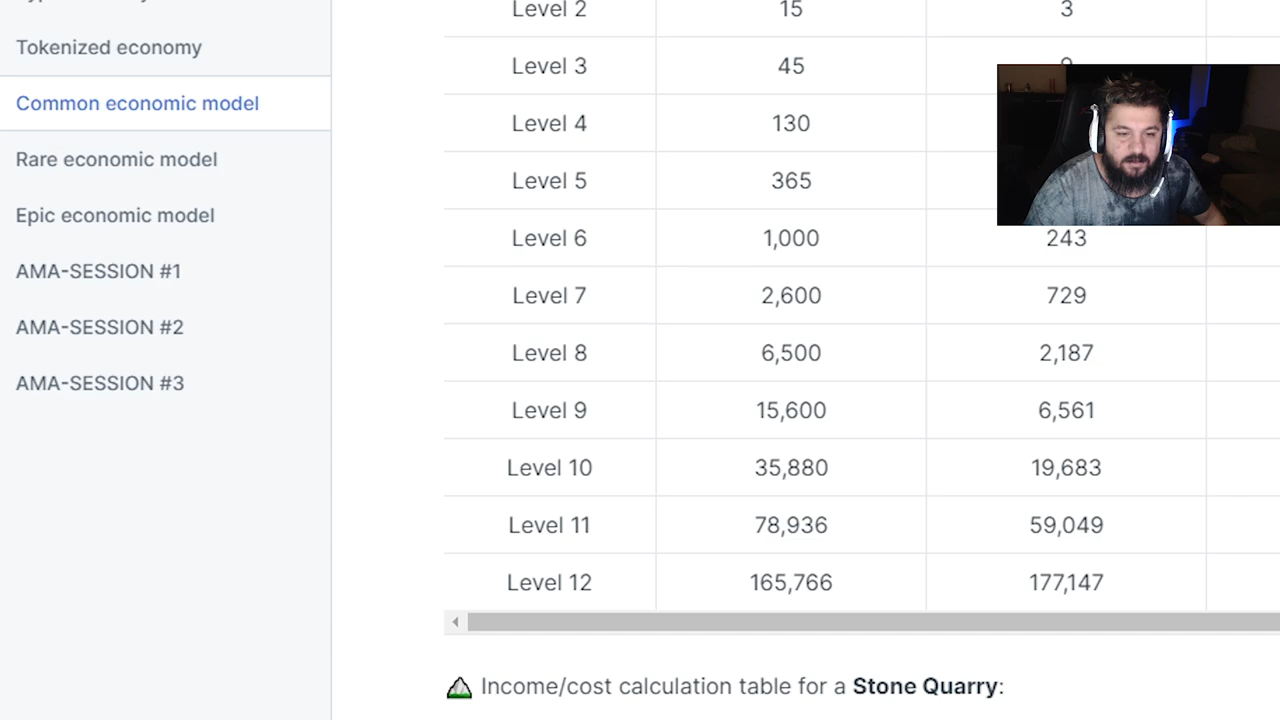 Tokenized economy
Common economic model
Rare economic model
Epic economic model
AMA-SESSION #1
AMA-SESSION #2
AMA-SESSION #3
Level 2 15 3
Level 3 45
Level 4 130
Level 5 365
Level 6 1,000 243
Level 7 2,600 729
Level 8 6,500 2,187
Level 9 15,600 6,561
Level 10 35,880 19,683
Level 11 78,936 59,049
Level 12 165,766 177,147
Income/cost calculation table for a Stone Quarry: